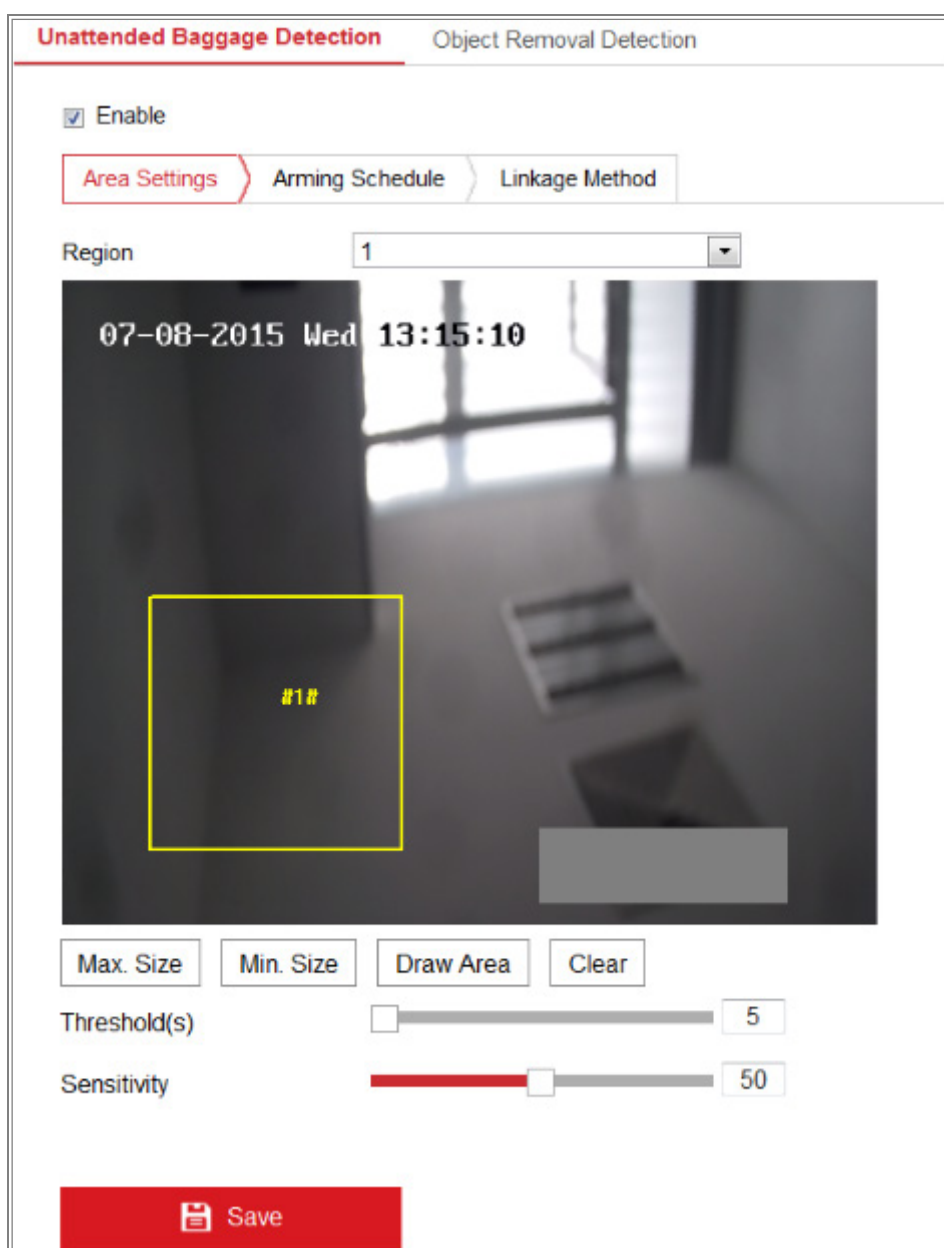 Unattended Baggage Detection Object Removal Detection
Enable
Area Settings Arming Schedule Linkage Method
Region 1
07-08-2015 Wed 13:15:10
#1#
Max. Size Min. Size Draw Area Clear
Threshold(s) 5
Sensitivity 50
Save